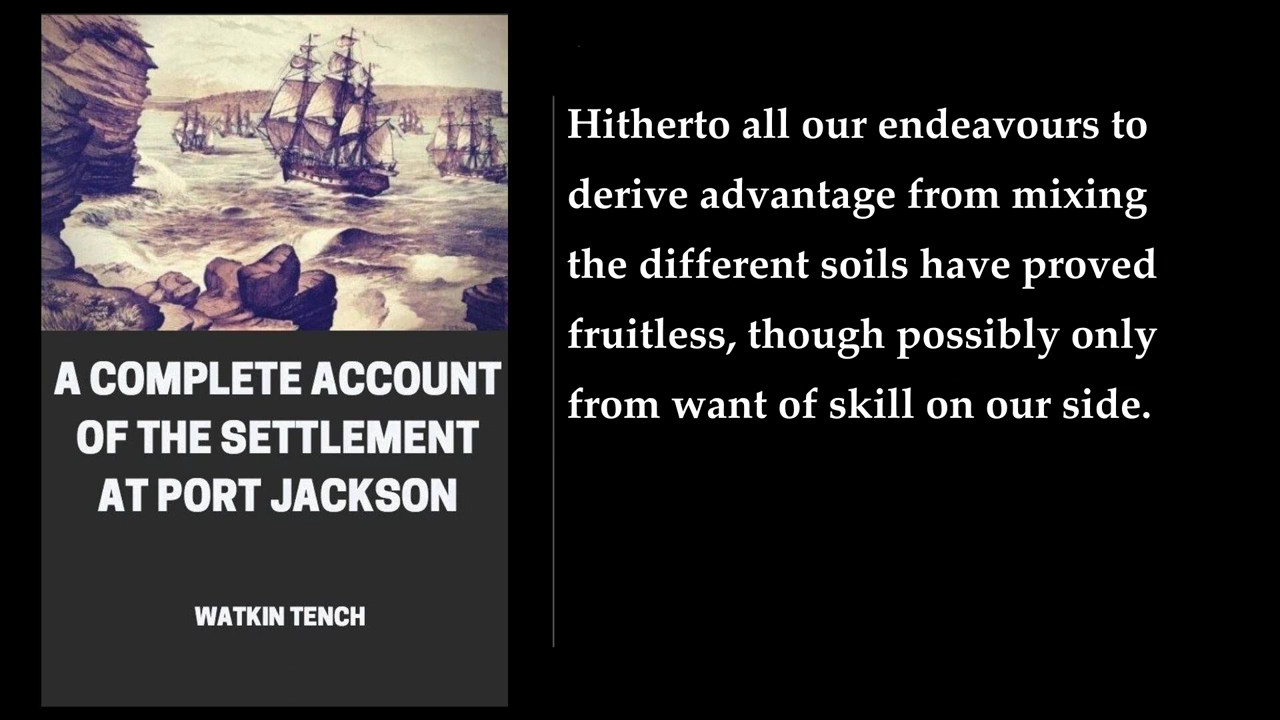 A COMPLETE ACCOUNT
OF THE SETTLEMENT
AT PORT JACKSON
WATKIN TENCH
Hitherto all our endeavours to
derive advantage from mixing
the different soils have proved
fruitless, though possibly only
from want of skill on our side.